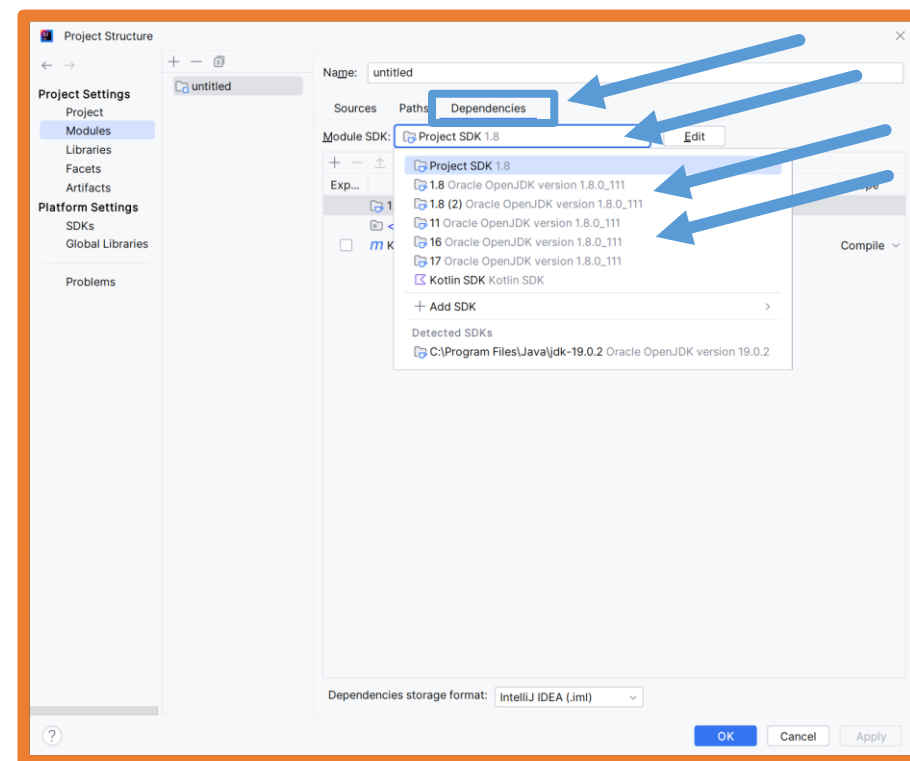 Project Structure
Name: untitled
untitled
Project Settings
Project
Modules
Libraries
Facets
Artifacts
Platform Settings
SDKs
Global Libraries
Problems
Sources Paths Dependencies
Module SDK: Project SDK 1.8 Edit
Project SDK 1.8
Exp...
1.8 Oracle OpenJDK version 1.8.0_111
1.8 (2) Oracle OpenJDK version 1.8.0_111
11 Oracle OpenJDK version 1.8.0_111
16 Oracle OpenJDK version 1.8.0_111
Compile
17 Oracle OpenJDK version 1.8.0_111
Kotlin SDK Kotlin SDK
+ Add SDK
Detected SDKs
C:\Program Files\Java\jdk-19.0.2 Oracle OpenJDK version 19.0.2
Dependencies storage format: IntelliJ IDEA (.iml)
? OK Cancel Apply